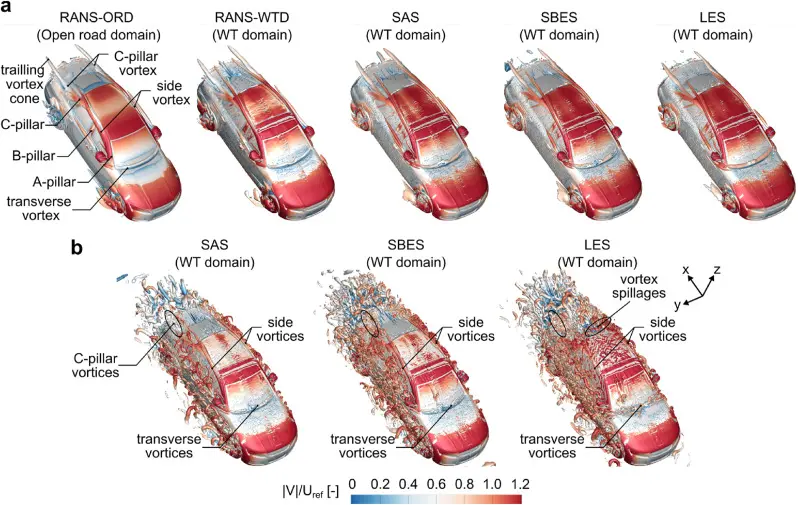 a
RANS-ORD
(Open road domain)
RANS-WTD
(WT domain)
SAS
(WT domain)
SBES
(WT domain)
LES
(WT domain)
trailling
vortex
cone
C-pillar
vortex
side
vortex
C-pillar
B-pillar
A-pillar
transverse
vortex
b
SAS
(WT domain)
SBES
(WT domain)
LES
(WT domain)
C-pillar
vortices
side
vortices
transverse
vortices
side
vortices
transverse
vortices
vortex
spillages
side
vortices
transverse
vortices
x
z
y
|V|/Uref [-]
0 0.2 0.4 0.6 0.8 1.0 1.2